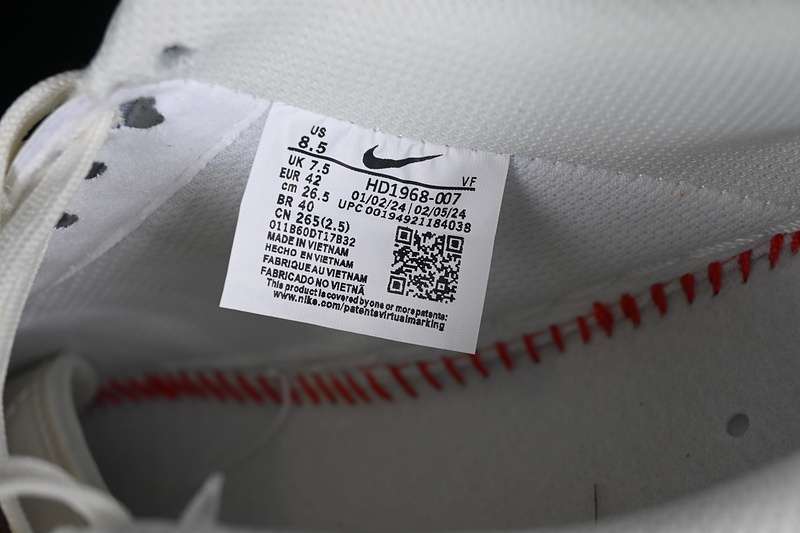 US
8.5
UK 7.5
EUR 42
cm 26.5
BR 40
CN 265(2.5)
VF
HD1968-007
01/02/24 | 02/05/24
UPC 00194921184038
011B60DT17B32
MADE IN VIETNAM
HECHO EN VIETNAM
FABRIQUE AU VIETNAM
FABRICADO NO VIETNÃ
This product is covered by one or more patents:
www.nike.com/patentsvirtualmarking